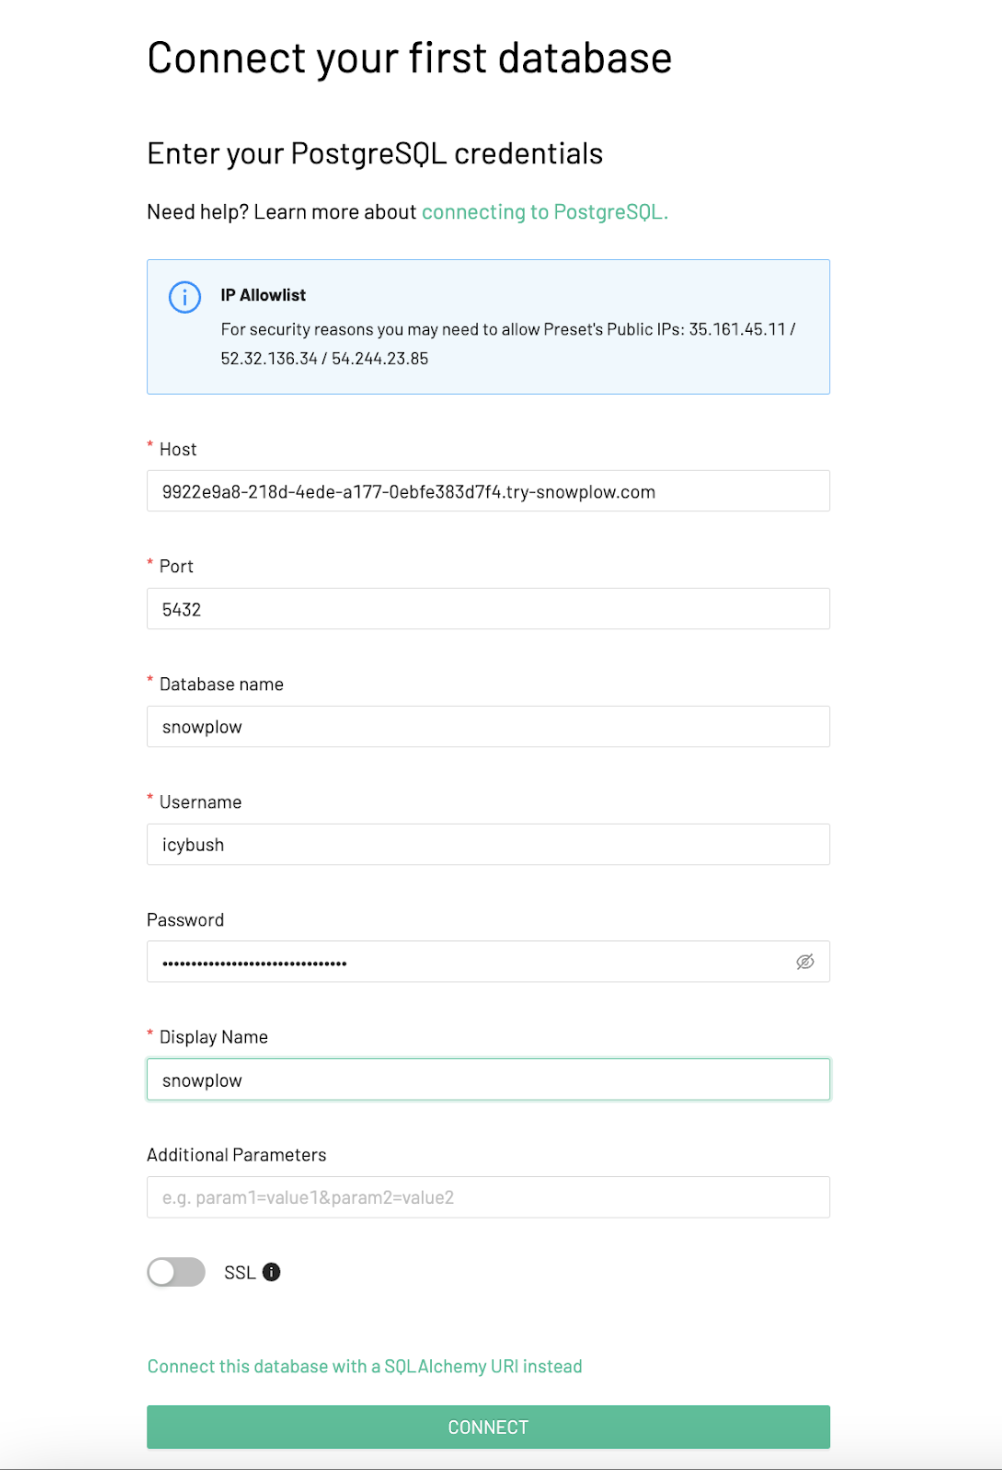 Connect your first database
Enter your PostgreSQL credentials
Need help? Learn more about connecting to PostgreSQL.
IP Allowlist
For security reasons you may need to allow Preset's Public IPs: 35.161.45.11 /
52.32.136.34 / 54.244.23.85
* Host
9922e9a8-218d-4ede-a177-0ebfe383d7f4.try-snowplow.com
* Port
5432
* Database name
snowplow
* Username
icybush
Password
••••••••••••••••••••••••••••••••
* Display Name
snowplow
Additional Parameters
e.g. param1=value1&param2=value2
SSL
Connect this database with a SQLAlchemy URI instead
CONNECT